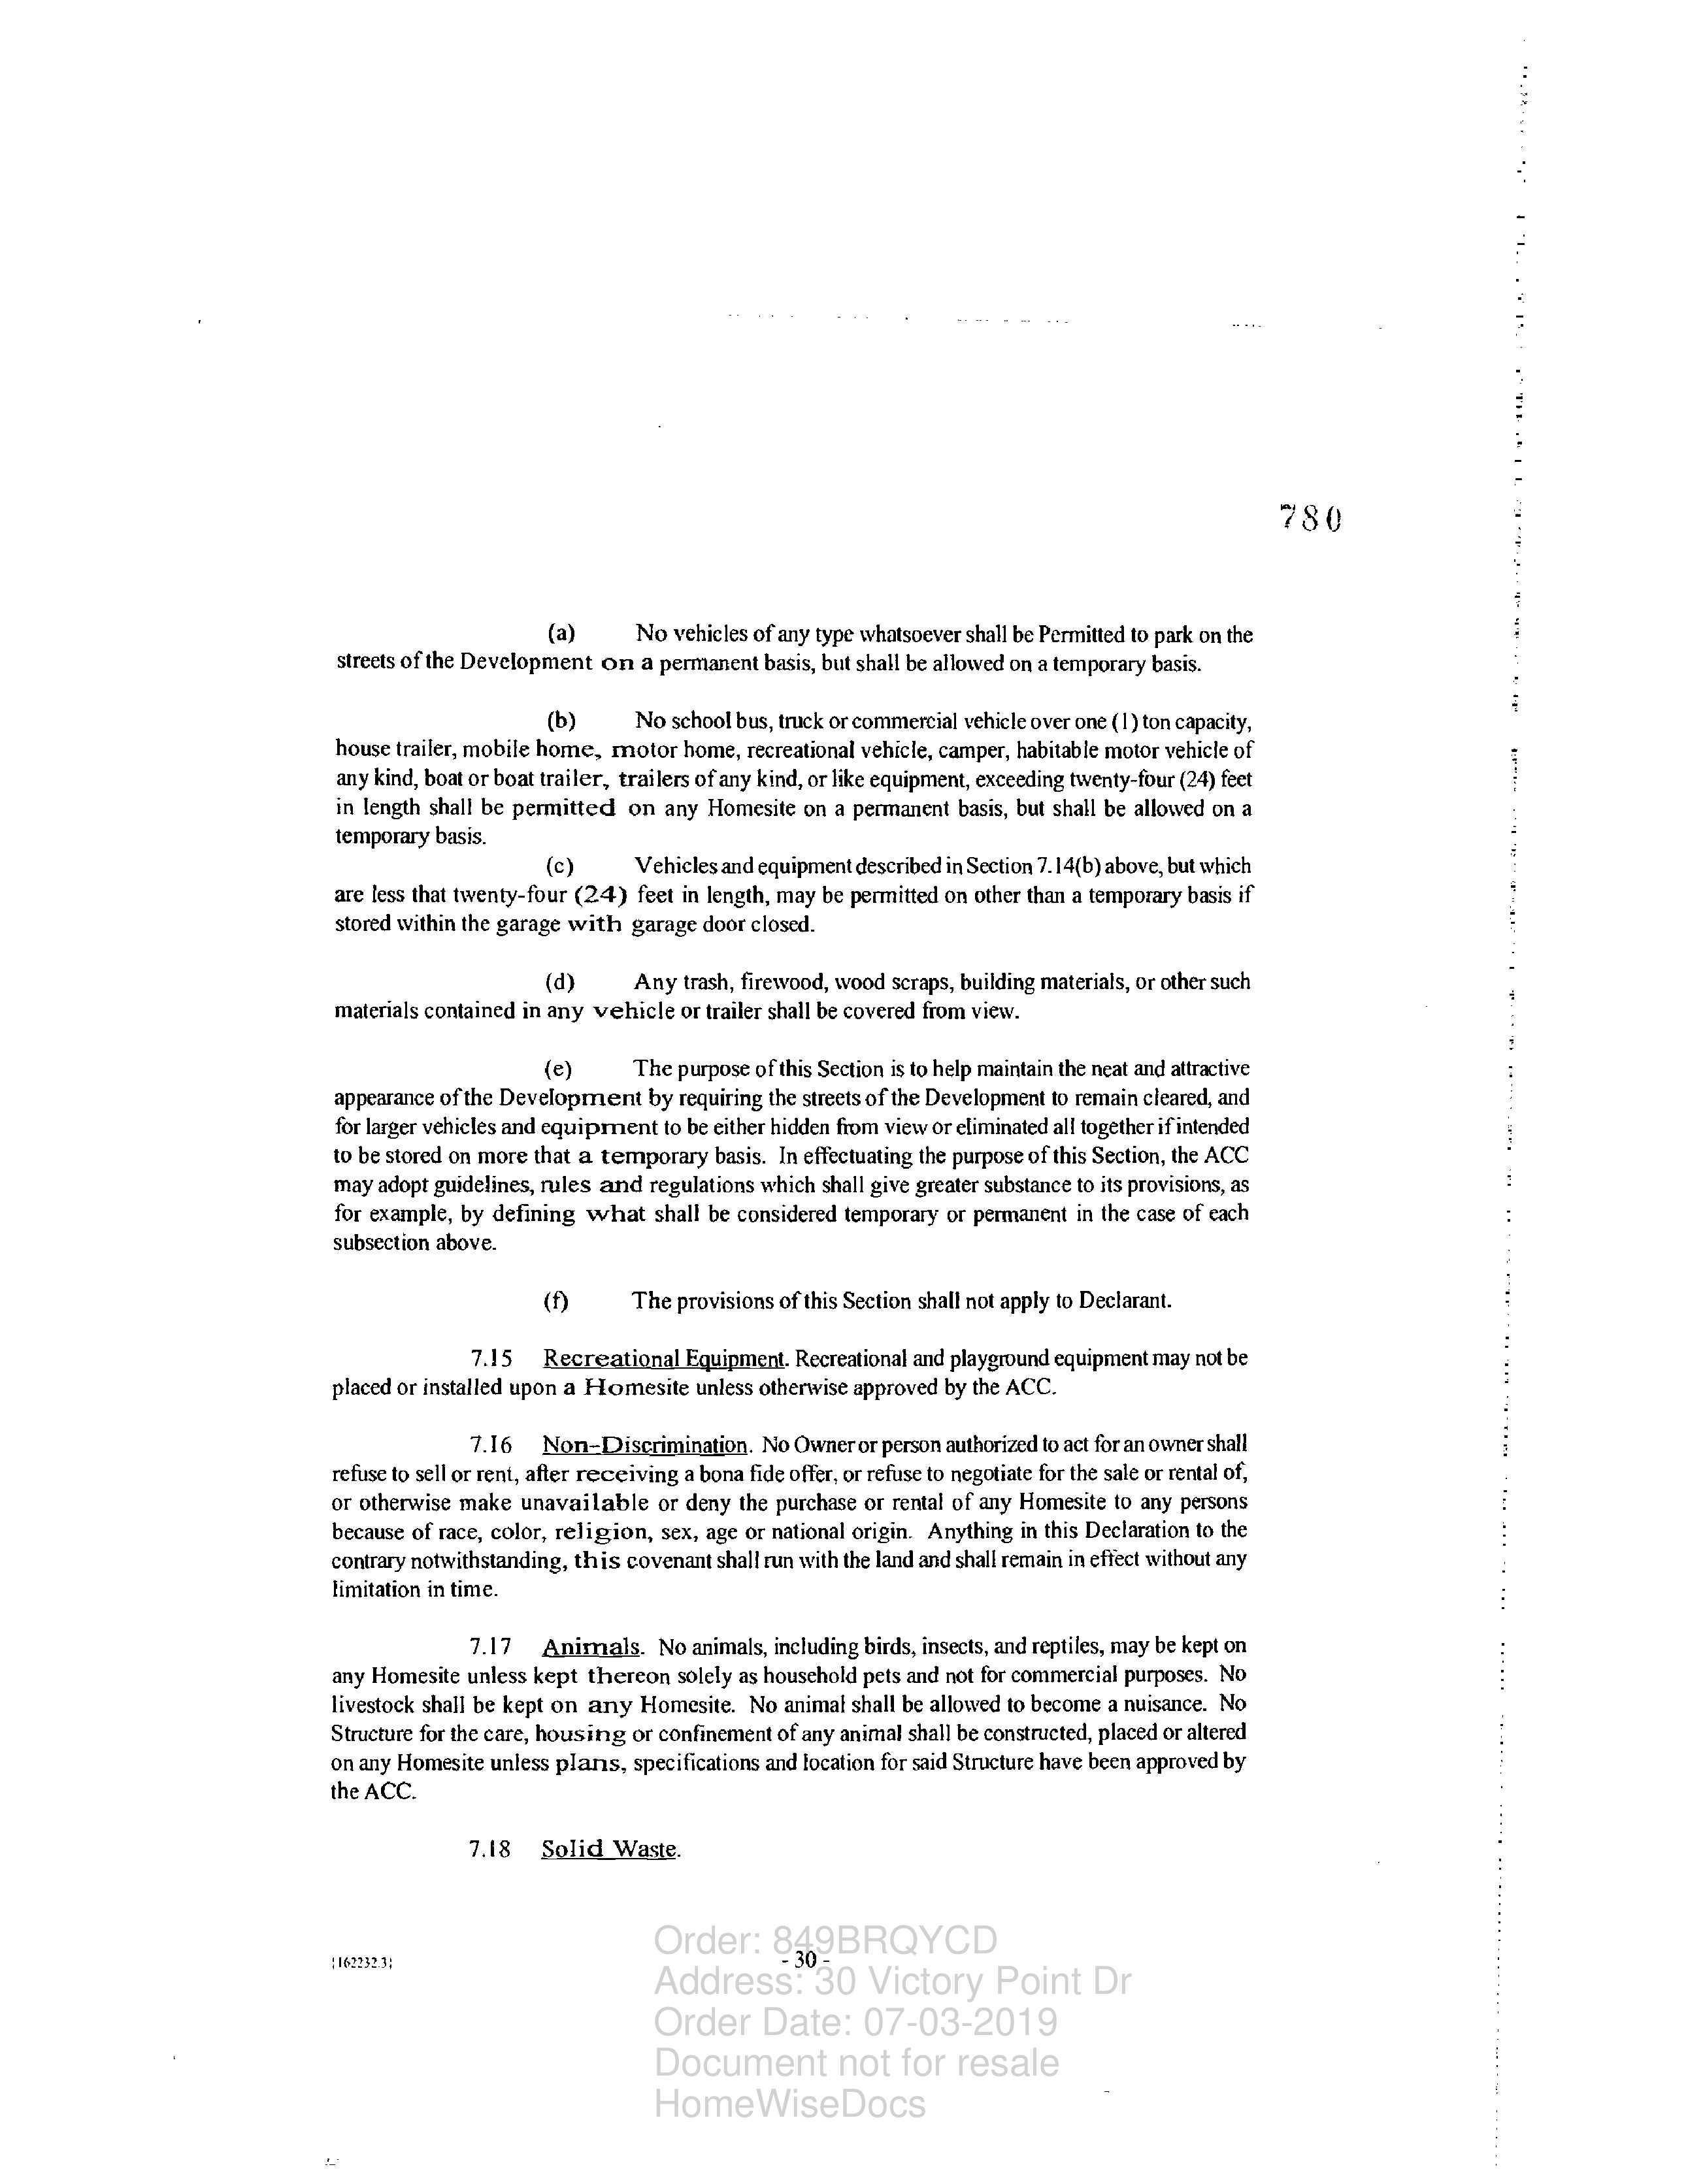 780
(a) No vehicles of any type whatsoever shall be Permitted to park on the
streets of the Development on a permanent basis, but shall be allowed on a temporary basis.
(b) No school bus, truck or commercial vehicle over one (1) ton capacity,
house trailer, mobile home, motor home, recreational vehicle, camper, habitable motor vehicle of
any kind, boat or boat trailer, trailers of any kind, or like equipment, exceeding twenty-four (24) feet
in length shall be permitted on any Homesite on a permanent basis, but shall be allowed on a
temporary basis.
(c) Vehicles and equipment described in Section 7.14(b) above, but which
are less that twenty-four (24) feet in length, may be permitted on other than a temporary basis if
stored within the garage with garage door closed.
(d) Any trash, firewood, wood scraps, building materials, or other such
materials contained in any vehicle or trailer shall be covered from view.
(e) The purpose of this Section is to help maintain the neat and attractive
appearance of the Development by requiring the streets of the Development to remain cleared, and
for larger vehicles and equipment to be either hidden from view or eliminated all together if intended
to be stored on more that a temporary basis. In effectuating the purpose of this Section, the ACC
may adopt guidelines, rules and regulations which shall give greater substance to its provisions, as
for example, by defining what shall be considered temporary or permanent in the case of each
subsection above.
(f) The provisions of this Section shall not apply to Declarant.
7.15 Recreational Equipment. Recreational and playground equipment may not be
placed or installed upon a Homesite unless otherwise approved by the ACC.
7.16 Non-Discrimination. No Owner or person authorized to act for an owner shall
refuse to sell or rent, after receiving a bona fide offer, or refuse to negotiate for the sale or rental of,
or otherwise make unavailable or deny the purchase or rental of any Homesite to any persons
because of race, color, religion, sex, age or national origin. Anything in this Declaration to the
contrary notwithstanding, this covenant shall run with the land and shall remain in effect without any
limitation in time.
7.17 Animals. No animals, including birds, insects, and reptiles, may be kept on
any Homesite unless kept thereon solely as household pets and not for commercial purposes. No
livestock shall be kept on any Homesite. No animal shall be allowed to become a nuisance. No
Structure for the care, housing or confinement of any animal shall be constructed, placed or altered
on any Homesite unless plans, specifications and location for said Structure have been approved by
the ACC.
7.18 Solid Waste.
{162232.3}
- 30 -
Order: 849BRQYCD
Address: 30 Victory Point Dr
Order Date: 07-03-2019
Document not for resale
HomeWiseDocs